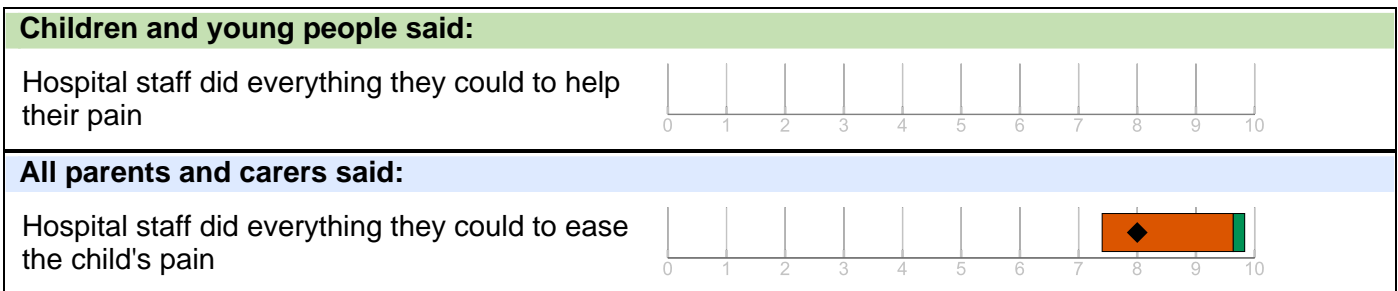 Children and young people said:
Hospital staff did everything they could to help
their pain
0 1 2 3 4 5 6 7 8 9 10
All parents and carers said:
Hospital staff did everything they could to ease
the child's pain
0 1 2 3 4 5 6 7 8 9 10